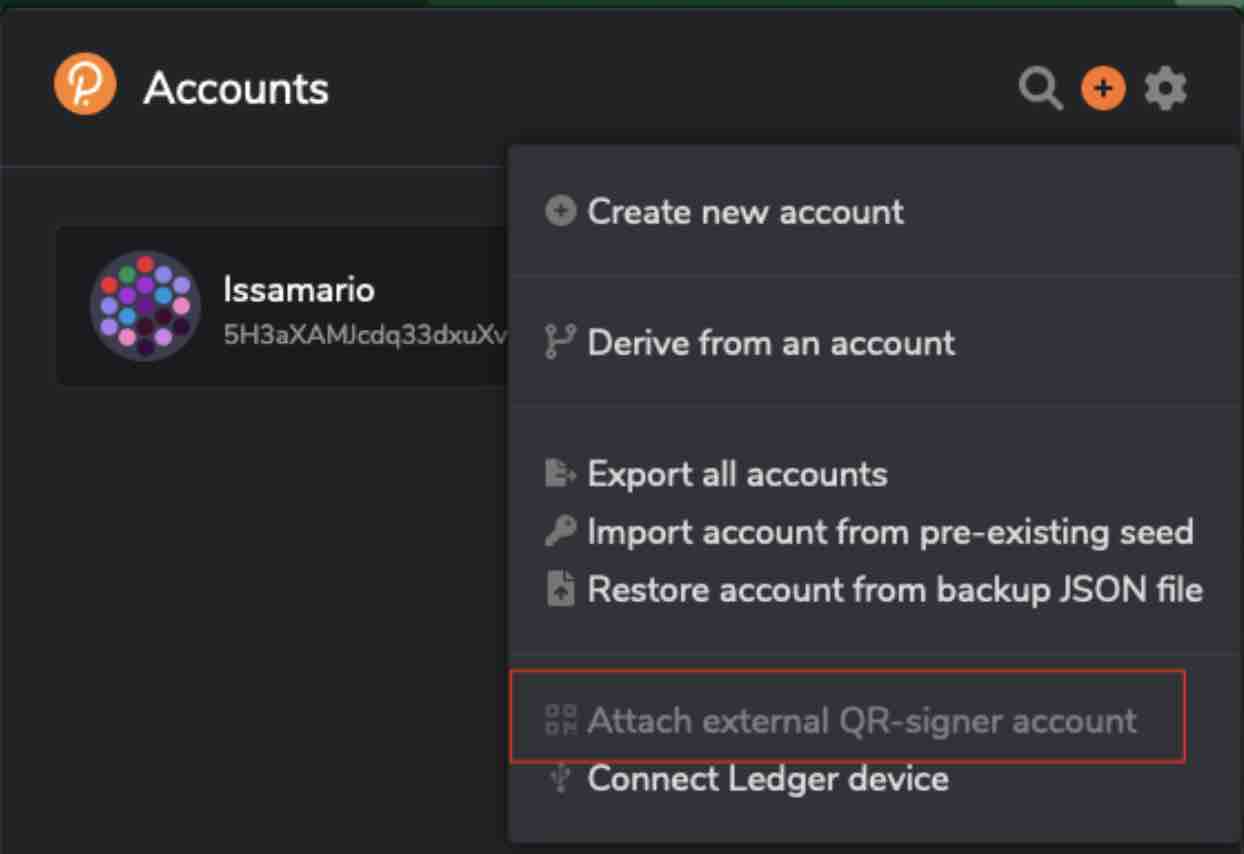 Accounts
Create new account
Issamario
5H3aXAMJcdq33dxuXv
Derive from an account
Export all accounts
Import account from pre-existing seed
Restore account from backup JSON file
Attach external QR-signer account
Connect Ledger device